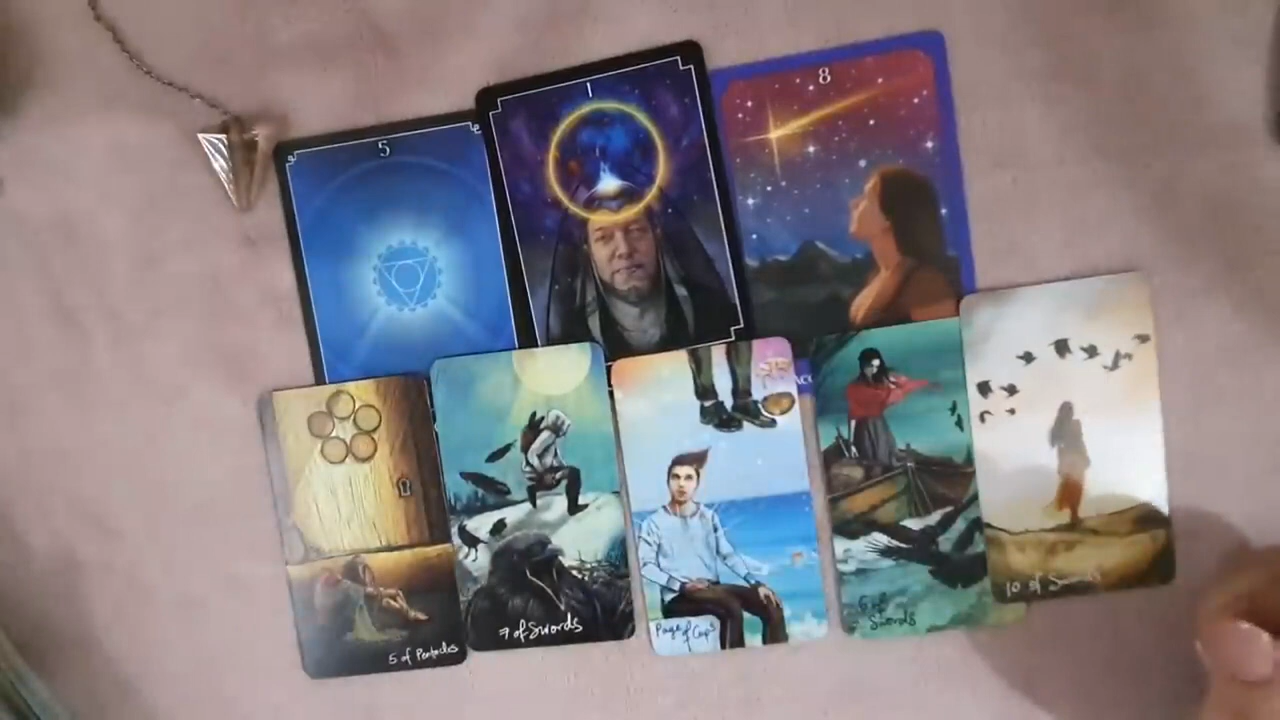 5
1
8
5 of Pentacles
7 of Swords
Page of Cups
6 of
Swords
10 of Swords